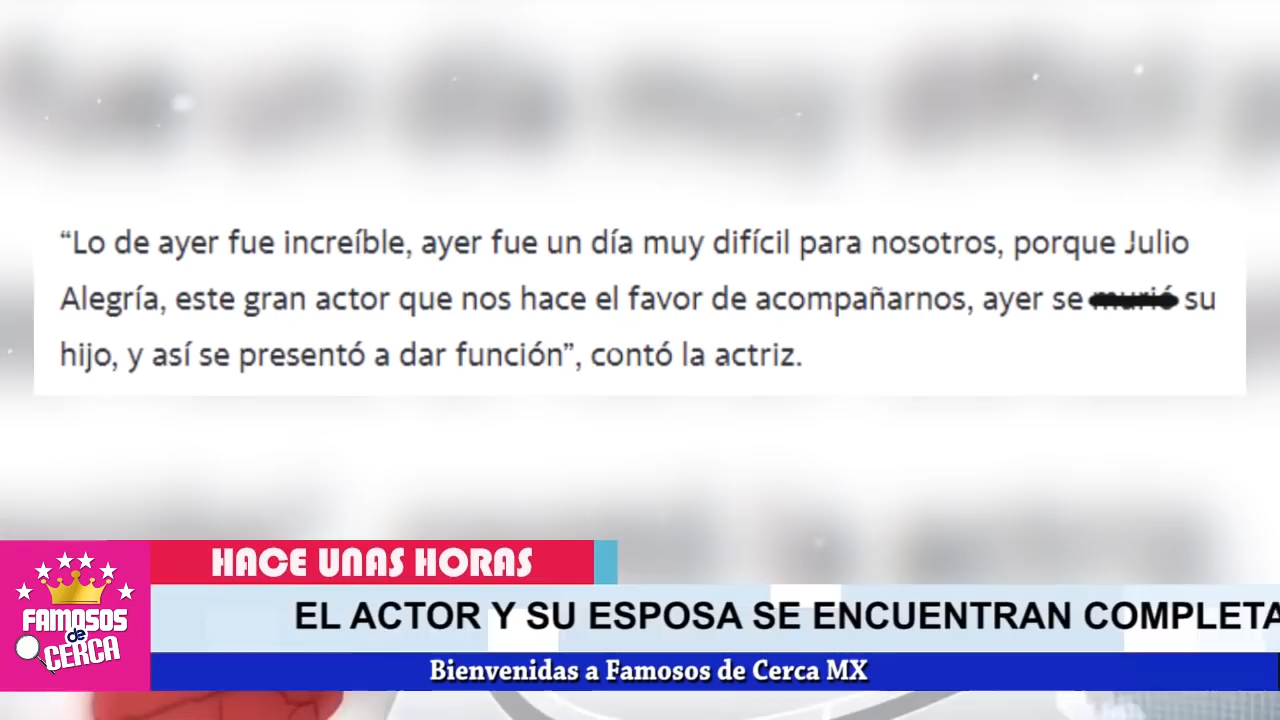 “Lo de ayer fue increíble, ayer fue un día muy difícil para nosotros, porque Julio
Alegría, este gran actor que nos hace el favor de acompañarnos, ayer se murió su
hijo, y así se presentó a dar función”, contó la actriz.
HACE UNAS HORAS
EL ACTOR Y SU ESPOSA SE ENCUENTRAN COMPLETA
FAMOSOS
de
CERCA
Bienvenidas a Famosos de Cerca MX